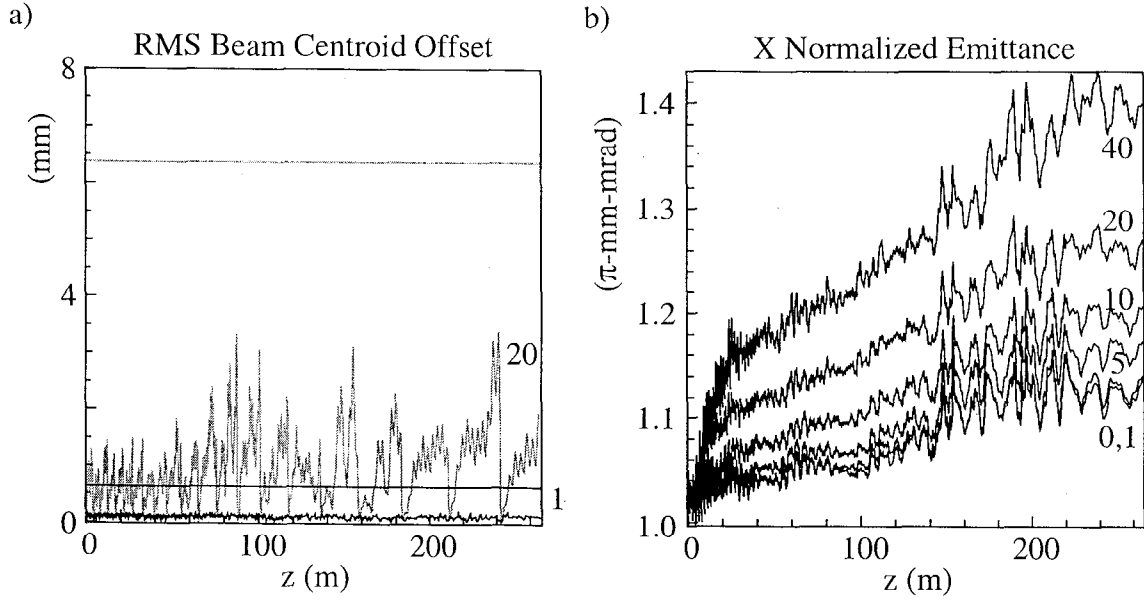 a)
RMS Beam Centroid Offset
8
4
0
(mm)
20
1
0
100
200
z (m)
b)
X Normalized Emittance
1.4
1.3
1.2
1.1
1.0
(π-mm-mrad)
40
20
10
5
0,1
0
100
200
z (m)